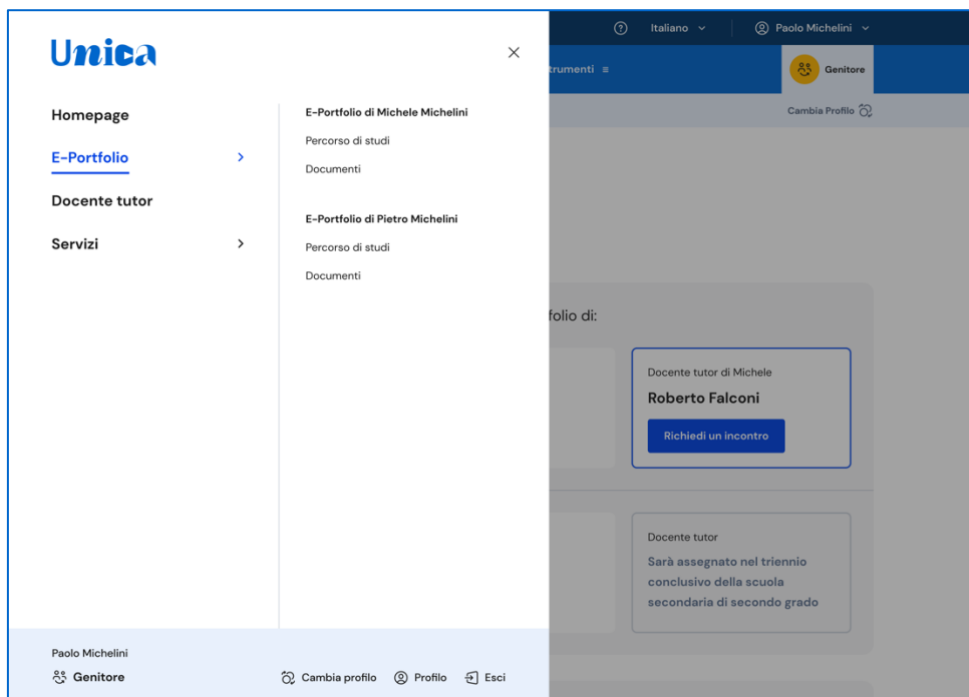 Unica
Homepage
E-Portfolio
Docente tutor
Servizi
E-Portfolio di Michele Michelini
Percorso di studi
Documenti
E-Portfolio di Pietro Michelini
Percorso di studi
Documenti
Paolo Michelini
Genitore
Cambia profilo
Profilo
Esci
Italiano
Paolo Michelini
Genitore
Cambia Profilo
Docente tutor di Michele
Roberto Falconi
Richiedi un incontro
di:
Docente tutor
Sarà assegnato nel triennio
conclusivo della scuola
secondaria di secondo grado